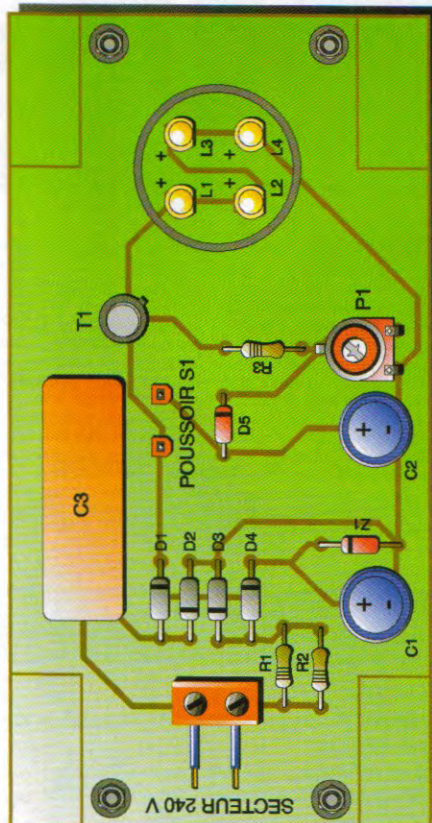 L3
L4
+
+
L1
L2
+
+
T1
P1
R3
POUSSOIR S1
D5
C3
+
-
C2
D1
D2
D3
D4
Z1
+
-
C1
R1
R2
SECTEUR 240 V